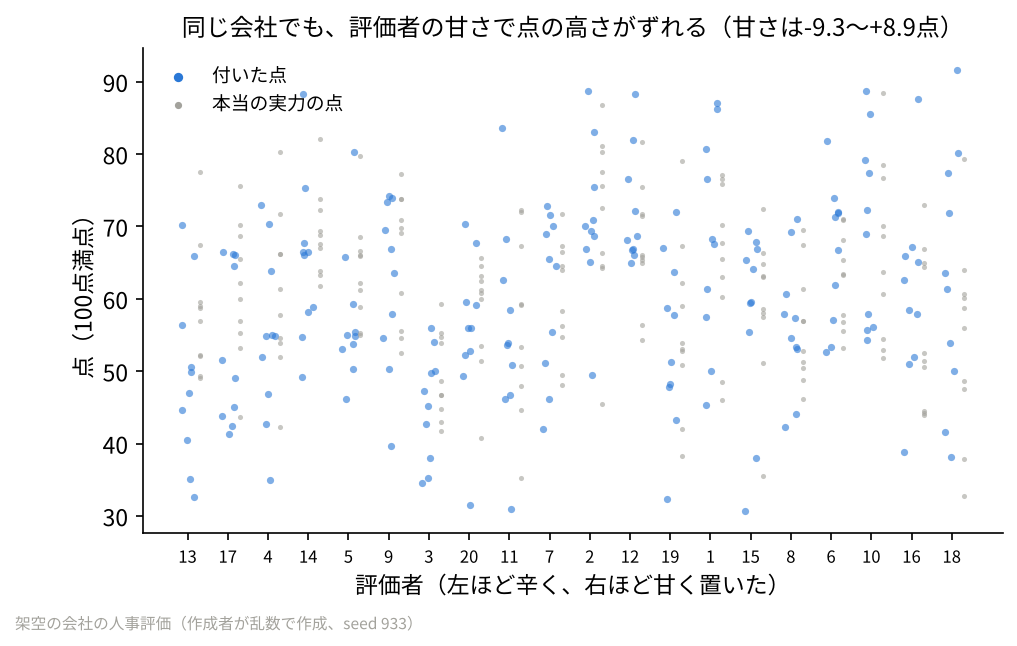 同じ会社でも、評価者の甘さで点の高さがずれる（甘さは-9.3〜+8.9点）
付いた点
本当の実力の点
点（100点満点）
90
80
70
60
50
40
30
13 17 4 14 5 9 3 20 11 7 2 12 19 1 15 8 6 10 16 18
評価者（左ほど辛く、右ほど甘く置いた）
架空の会社の人事評価（作成者が乱数で作成、seed 933）